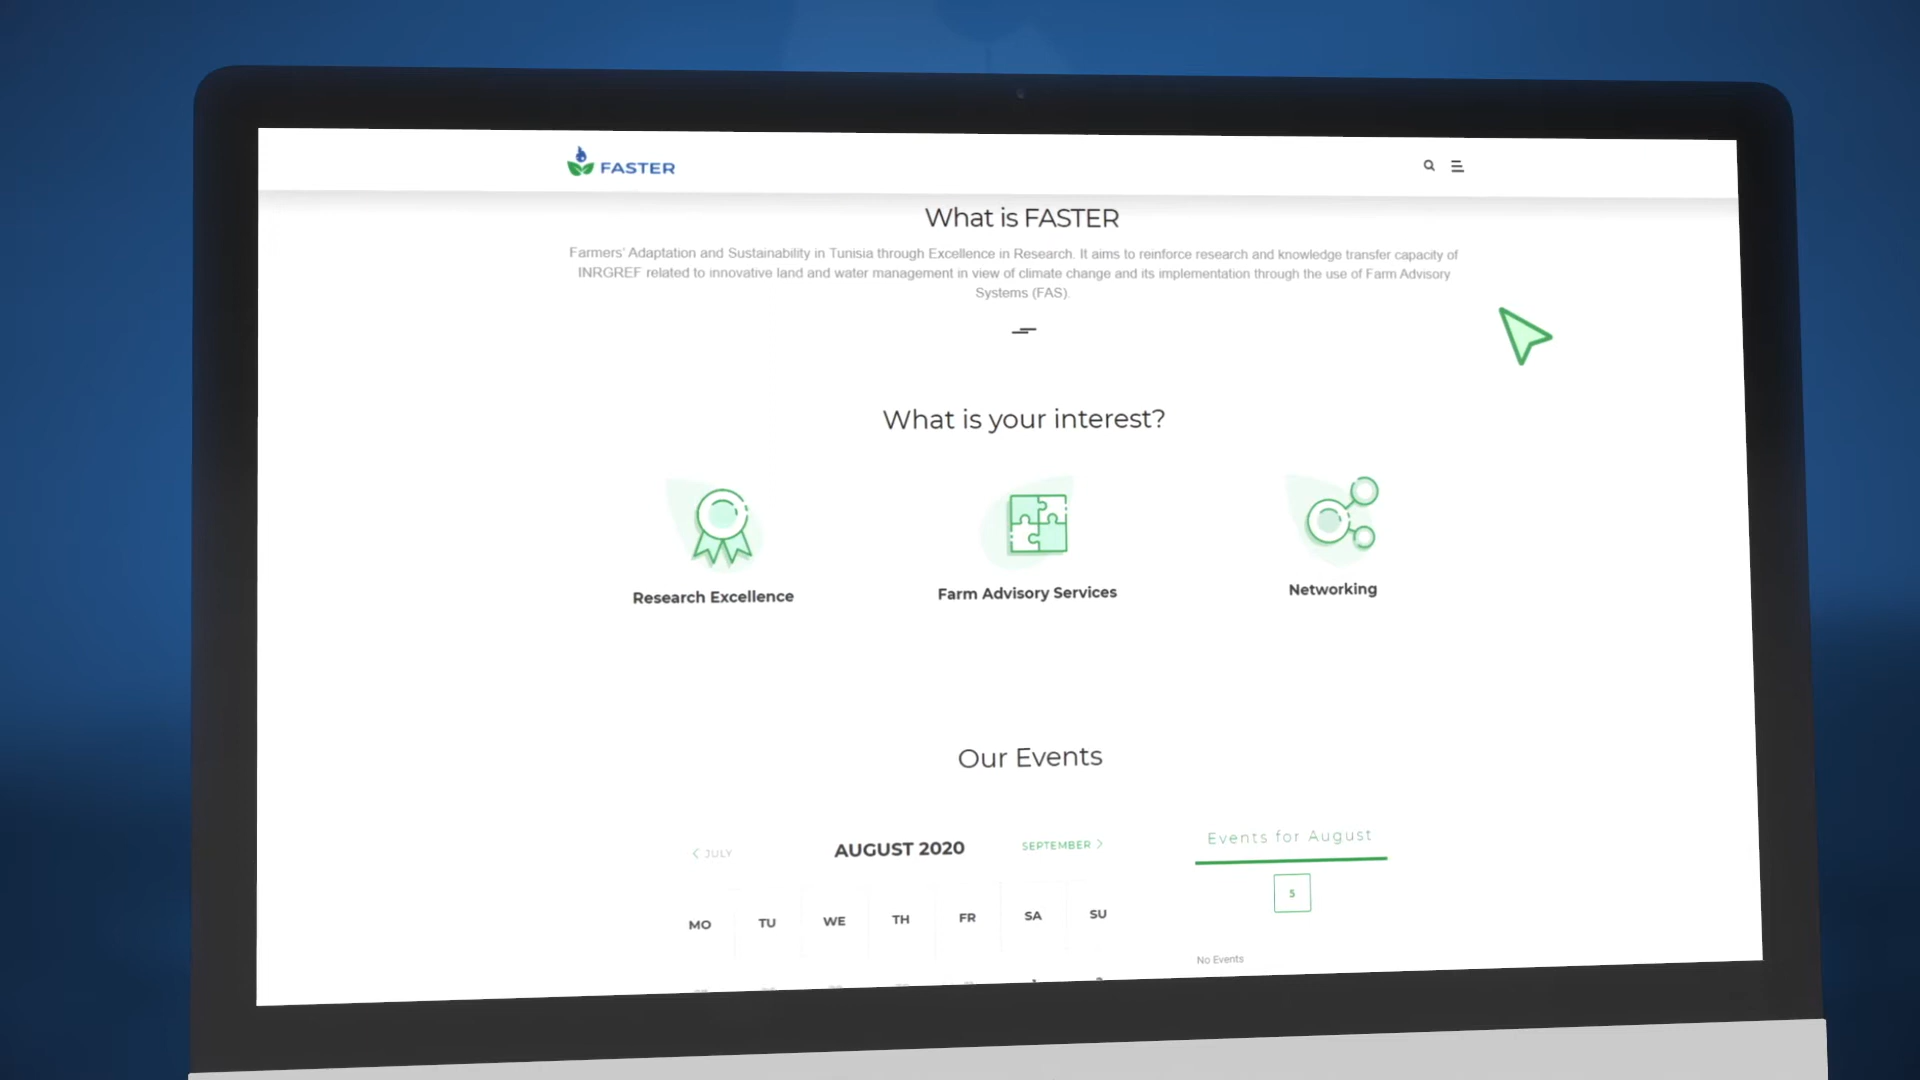 FASTER
What is FASTER
Farmers' Adaptation and Sustainability in Tunisia through Excellence in Research. It aims to reinforce research and knowledge transfer capacity of
INRGREF related to innovative land and water management in view of climate change and its implementation through the use of Farm Advisory
Systems (FAS).
What is your interest?
Research Excellence
Farm Advisory Services
Networking
Our Events
JULY
AUGUST 2020
SEPTEMBER
Events for August
5
MO TU WE TH FR SA SU
No Events